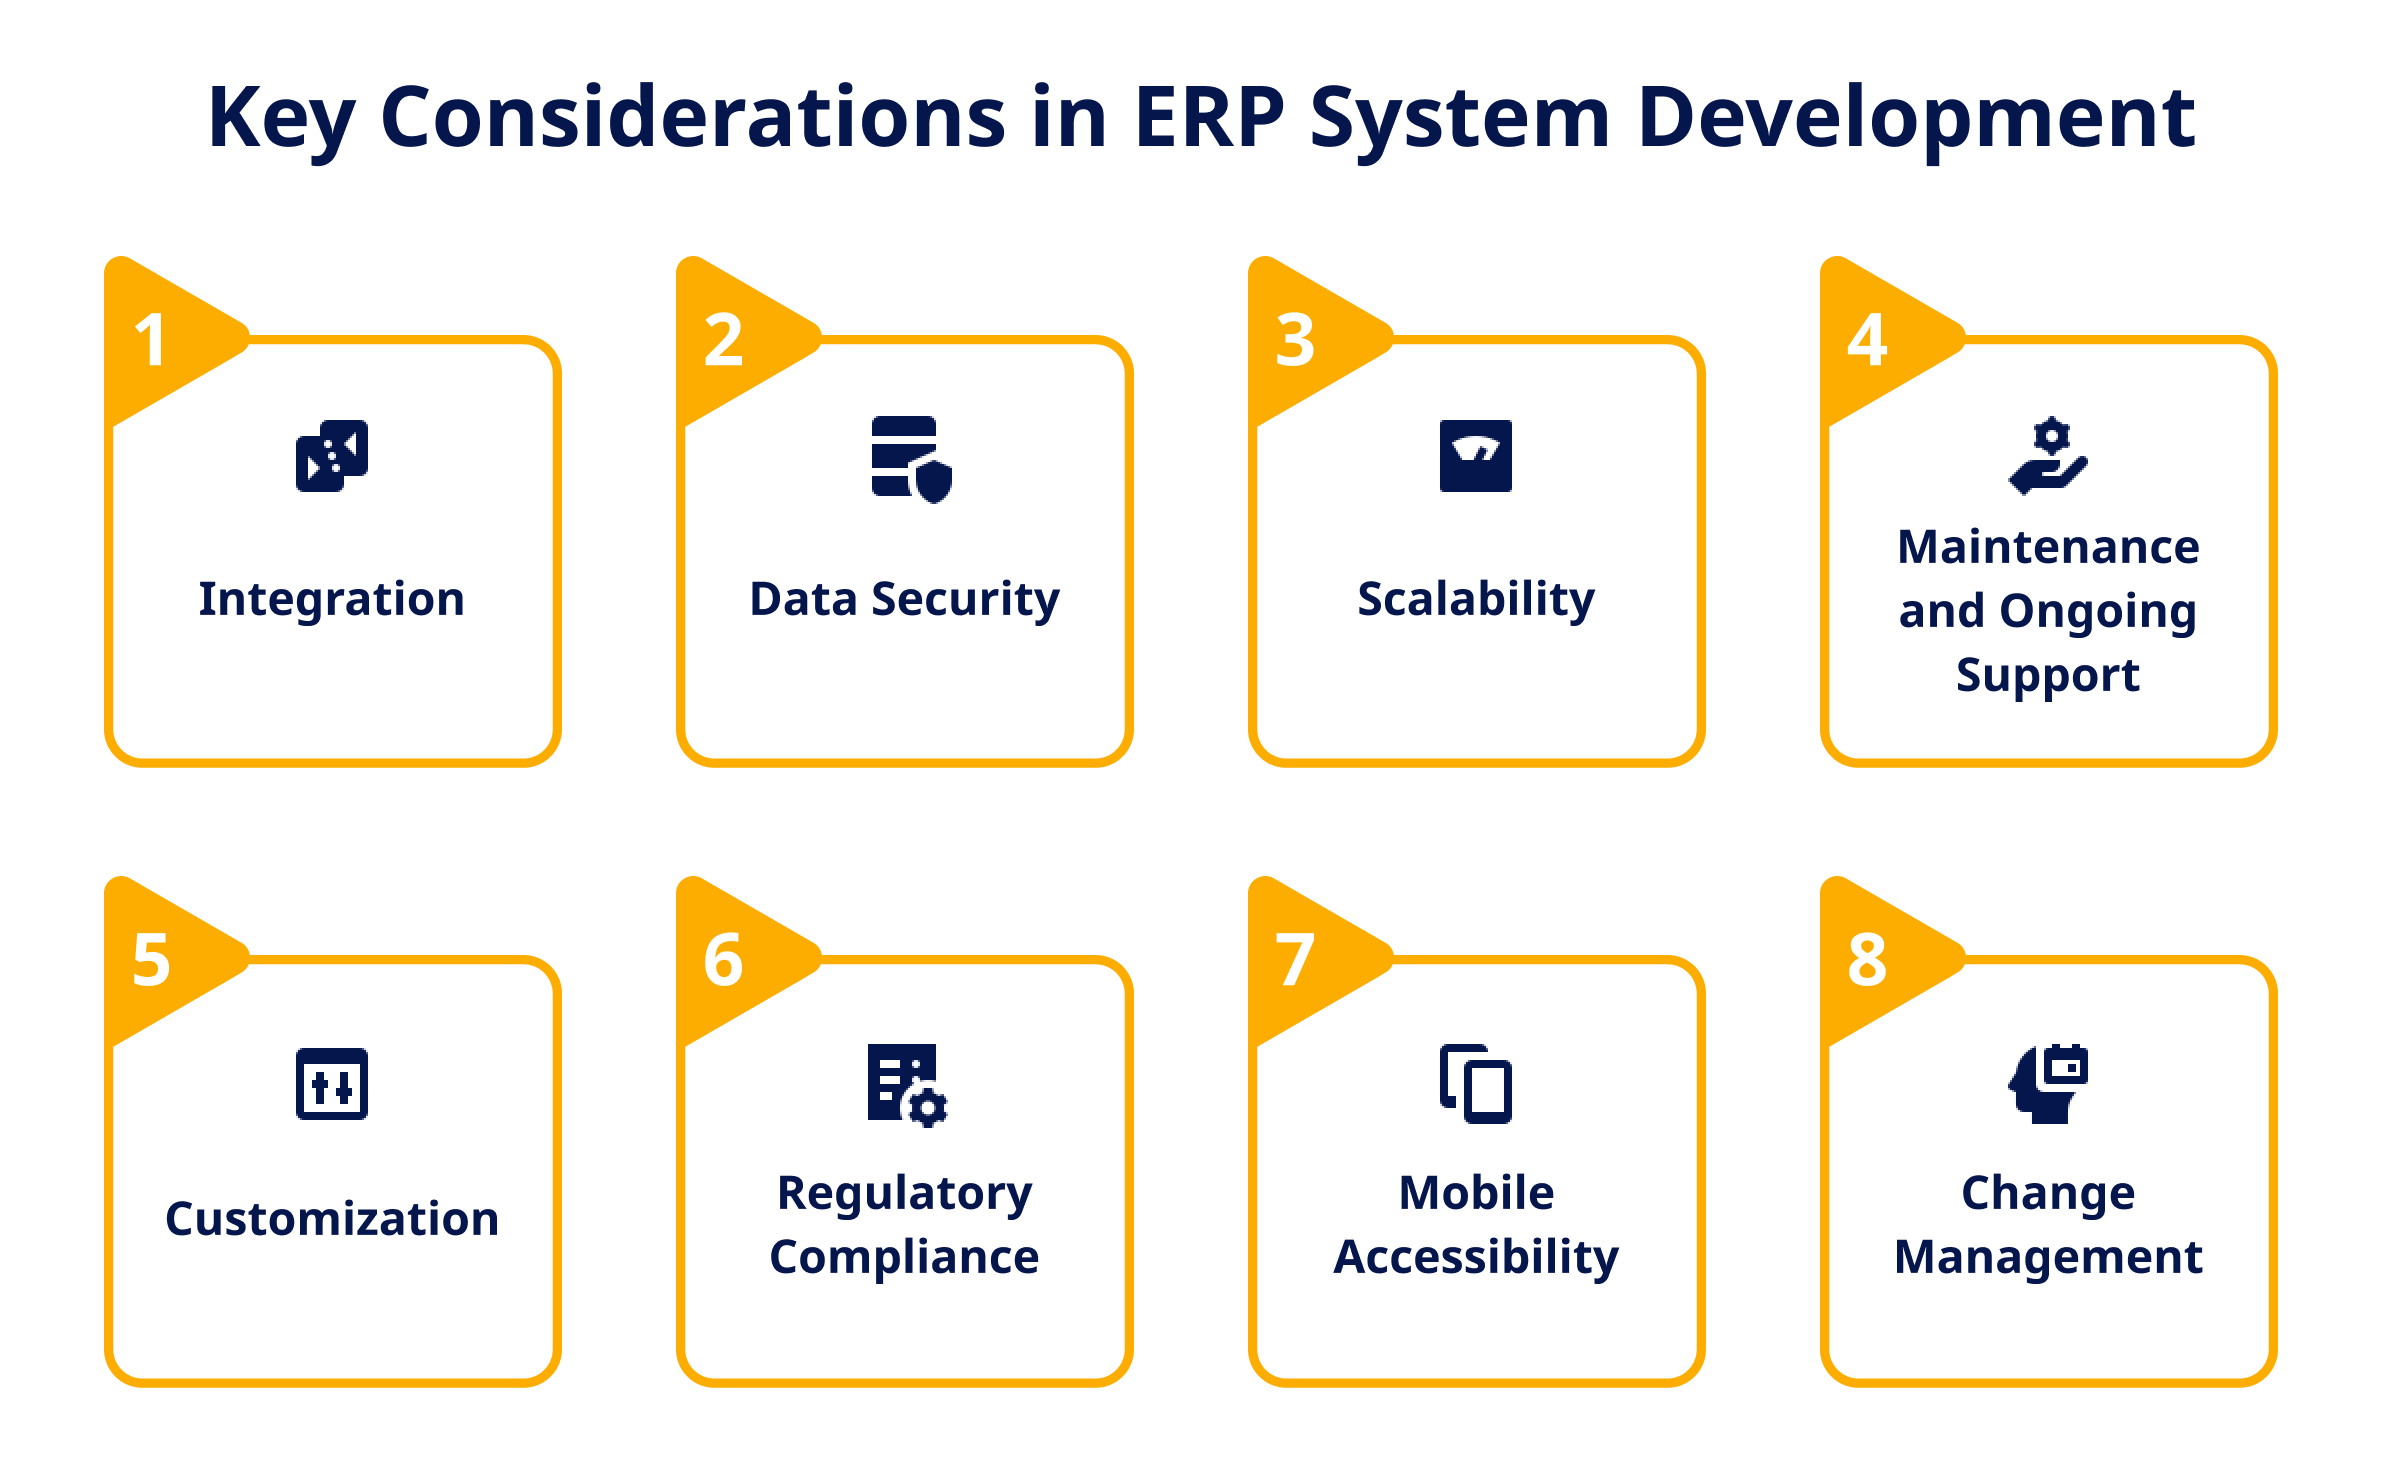 Key Considerations in ERP System Development
1
Integration
2
Data Security
3
Scalability
4
Maintenance
and Ongoing
Support
5
Customization
6
Regulatory
Compliance
7
Mobile
Accessibility
8
Change
Management